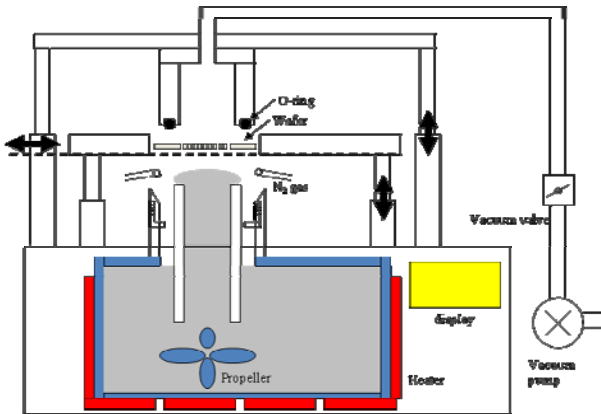 O-ring
Wafer
N2 gas
Vacuum valve
display
Propeller
Heater
Vacuum
pump